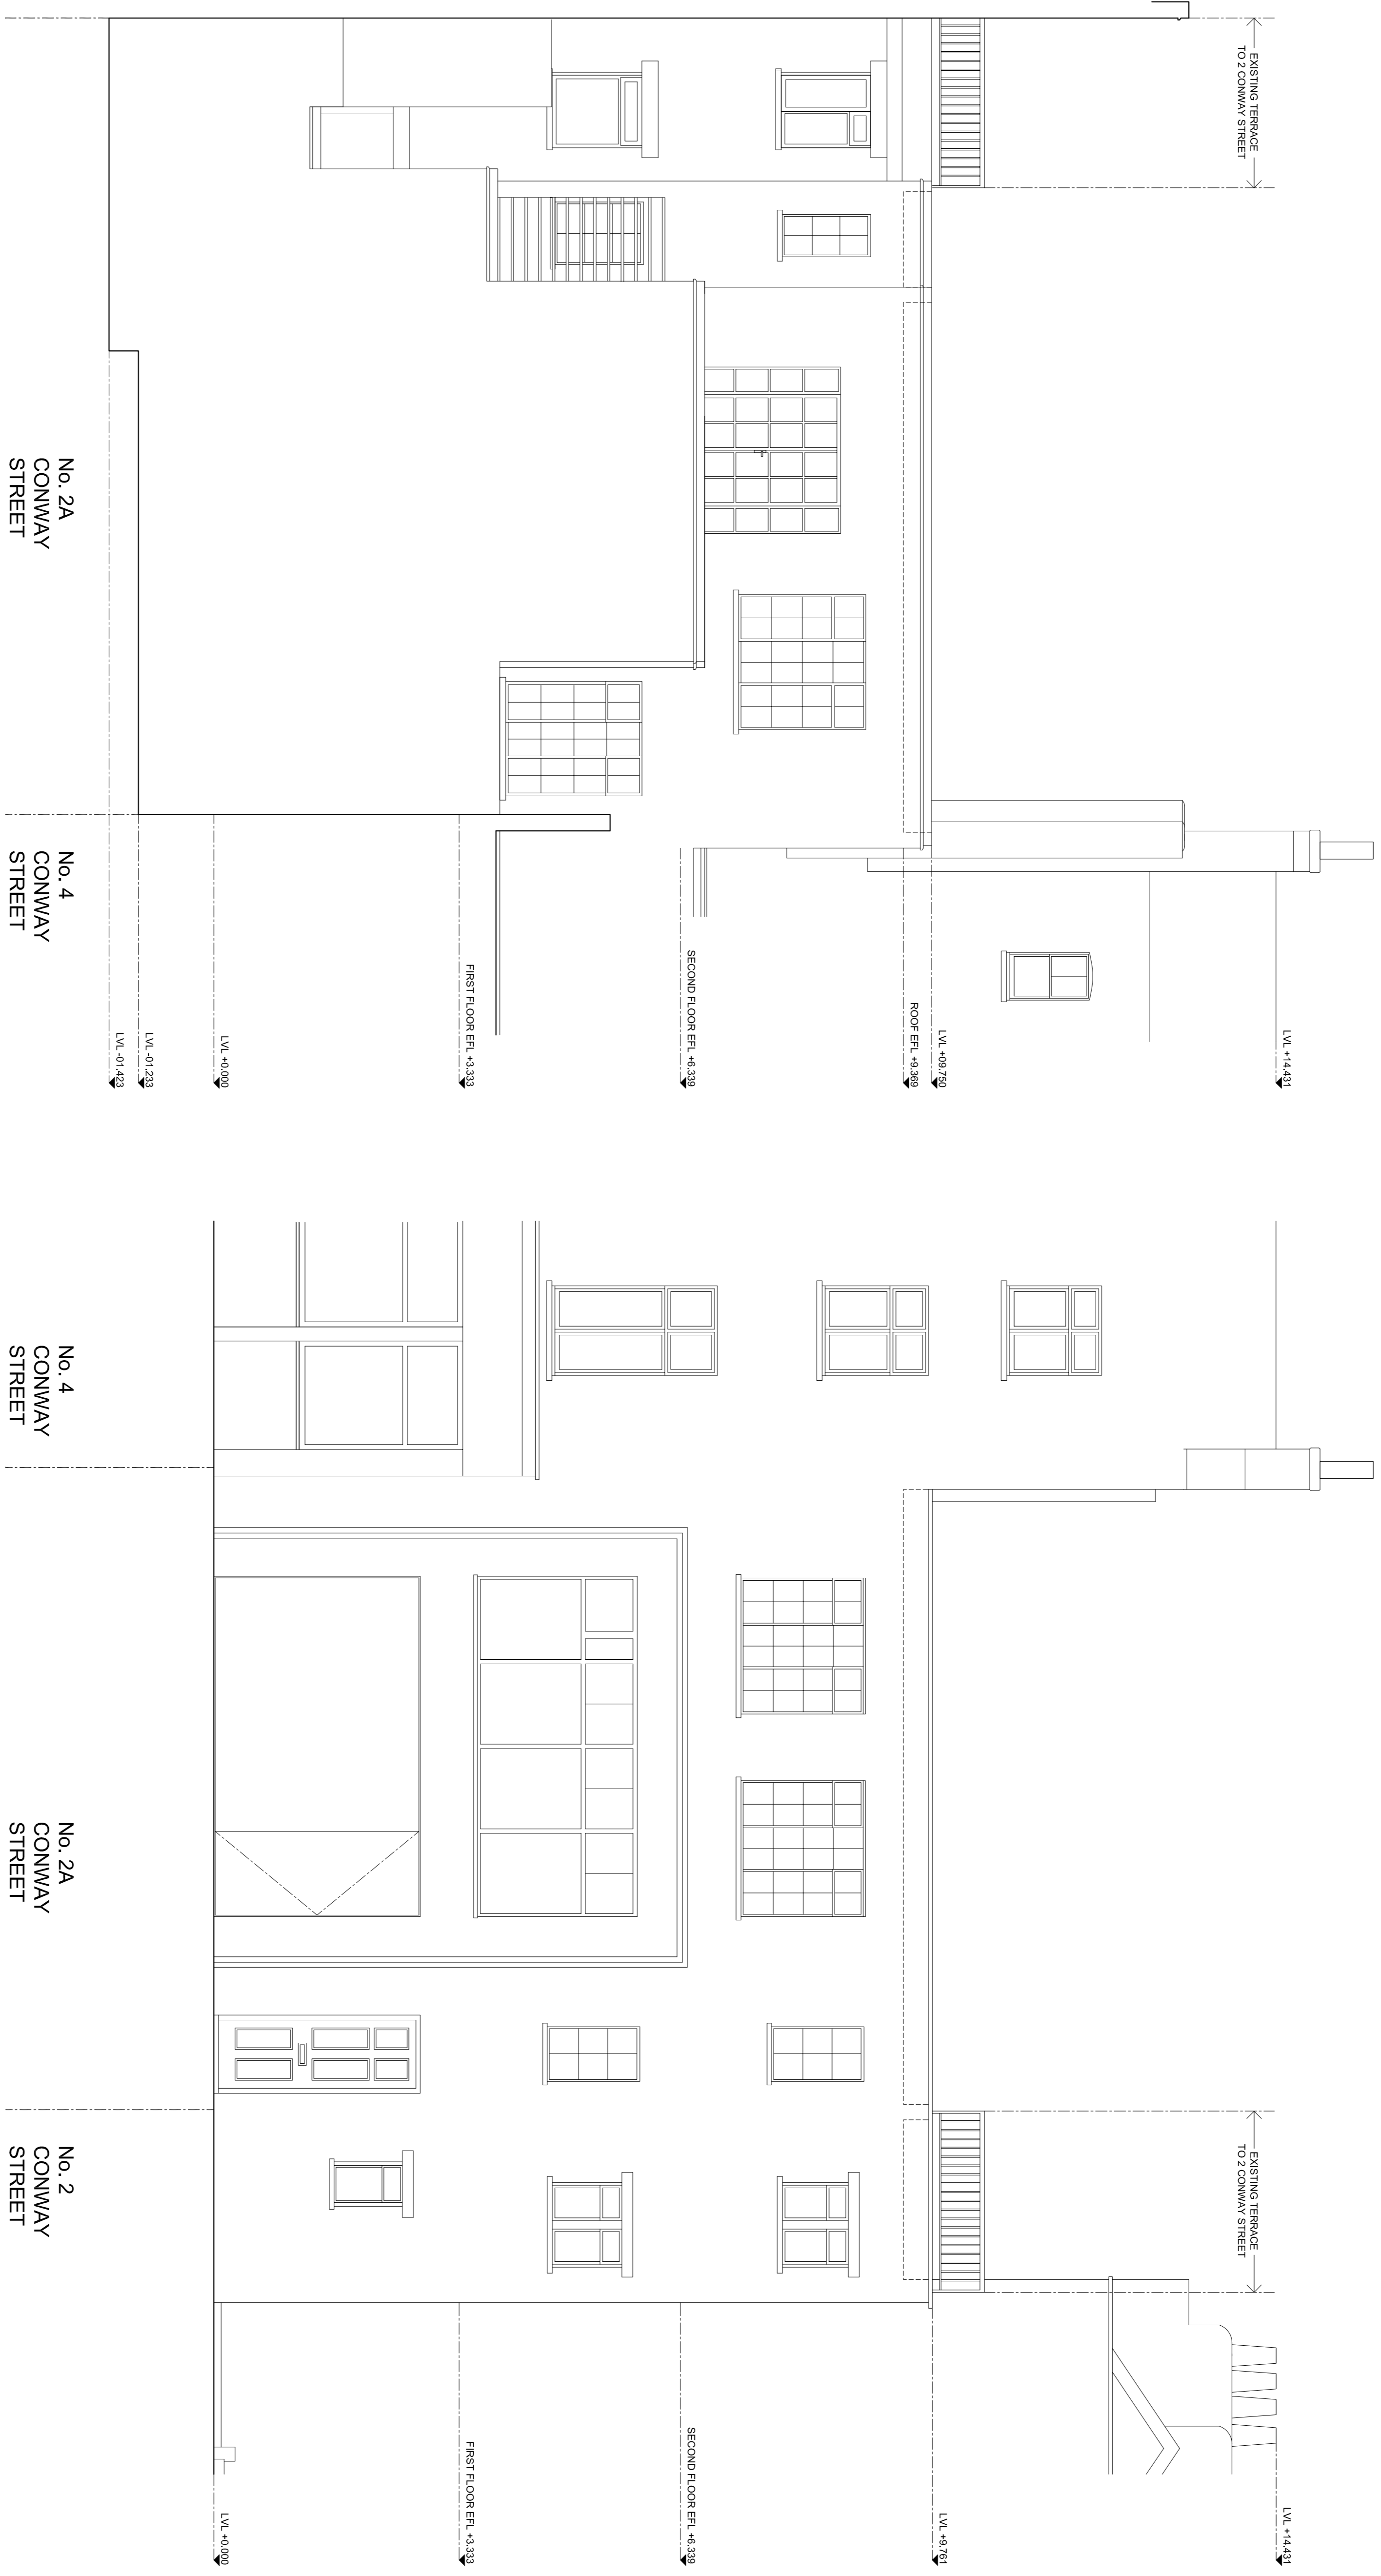 EXISTING TERRACE
TO 2 CONWAY STREET
LVL +14.431
LVL +09.750
ROOF EFL +9.369
SECOND FLOOR EFL +6.339
FIRST FLOOR EFL +3.333
LVL +0.000
LVL -01.233
LVL -01.423
No. 2A
CONWAY
STREET
No. 4
CONWAY
STREET
EXISTING TERRACE
TO 2 CONWAY STREET
LVL +14.431
LVL +9.761
SECOND FLOOR EFL +6.339
FIRST FLOOR EFL +3.333
LVL +0.000
No. 4
CONWAY
STREET
No. 2A
CONWAY
STREET
No. 2
CONWAY
STREET